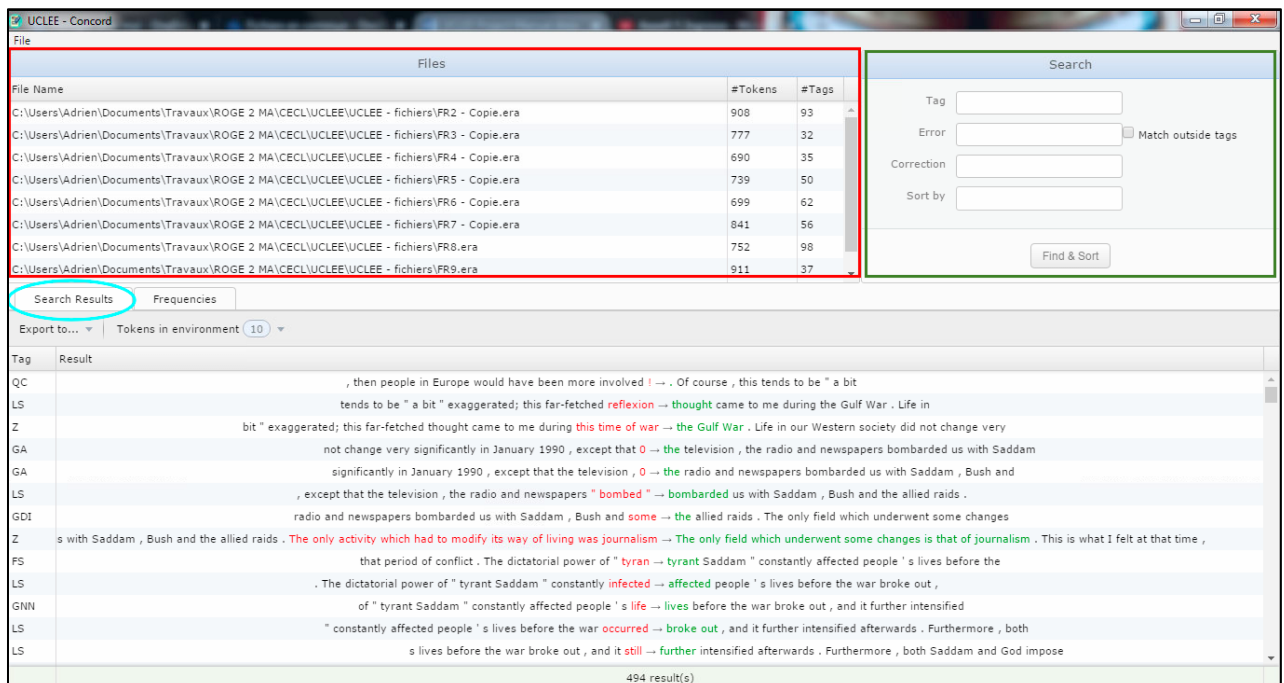 UCLEE - Concord
File
Files
Search
File Name #Tokens #Tags
C:\Users\Adrien\Documents\Travaux\ROGE 2 MA\CECL\UCLEE\UCLEE - fichiers\FR2 - Copie.era 908 93
C:\Users\Adrien\Documents\Travaux\ROGE 2 MA\CECL\UCLEE\UCLEE - fichiers\FR3 - Copie.era 777 32
C:\Users\Adrien\Documents\Travaux\ROGE 2 MA\CECL\UCLEE\UCLEE - fichiers\FR4 - Copie.era 690 35
C:\Users\Adrien\Documents\Travaux\ROGE 2 MA\CECL\UCLEE\UCLEE - fichiers\FR5 - Copie.era 739 50
C:\Users\Adrien\Documents\Travaux\ROGE 2 MA\CECL\UCLEE\UCLEE - fichiers\FR6 - Copie.era 699 62
C:\Users\Adrien\Documents\Travaux\ROGE 2 MA\CECL\UCLEE\UCLEE - fichiers\FR7 - Copie.era 841 56
C:\Users\Adrien\Documents\Travaux\ROGE 2 MA\CECL\UCLEE\UCLEE - fichiers\FR8.era 752 98
C:\Users\Adrien\Documents\Travaux\ROGE 2 MA\CECL\UCLEE\UCLEE - fichiers\FR9.era 911 37
Tag
Error Match outside tags
Correction
Sort by
Find & Sort
Search Results Frequencies
Export to... Tokens in environment 10
Tag Result
QC , then people in Europe would have been more involved ! → . Of course , this tends to be " a bit
LS tends to be " a bit " exaggerated; this far-fetched reflexion → thought came to me during the Gulf War . Life in
Z bit " exaggerated; this far-fetched thought came to me during this time of war → the Gulf War . Life in our Western society did not change very
GA not change very significantly in January 1990 , except that 0 → the television , the radio and newspapers bombarded us with Saddam
GA significantly in January 1990 , except that the television , 0 → the radio and newspapers bombarded us with Saddam , Bush and
LS , except that the television , the radio and newspapers " bombed " → bombarded us with Saddam , Bush and the allied raids .
GDI radio and newspapers bombarded us with Saddam , Bush and some → the allied raids . The only field which underwent some changes
Z s with Saddam , Bush and the allied raids . The only activity which had to modify its way of living was journalism → The only field which underwent some changes is that of journalism . This is what I felt at that time ,
FS that period of conflict . The dictatorial power of " tyran → tyrant Saddam " constantly affected people ' s lives before the
LS . The dictatorial power of " tyrant Saddam " constantly infected → affected people ' s lives before the war broke out ,
GNN of " tyrant Saddam " constantly affected people ' s life → lives before the war broke out , and it further intensified
LS " constantly affected people ' s lives before the war occurred → broke out , and it further intensified afterwards . Furthermore , both
LS s lives before the war broke out , and it still → further intensified afterwards . Furthermore , both Saddam and God impose
494 result(s)